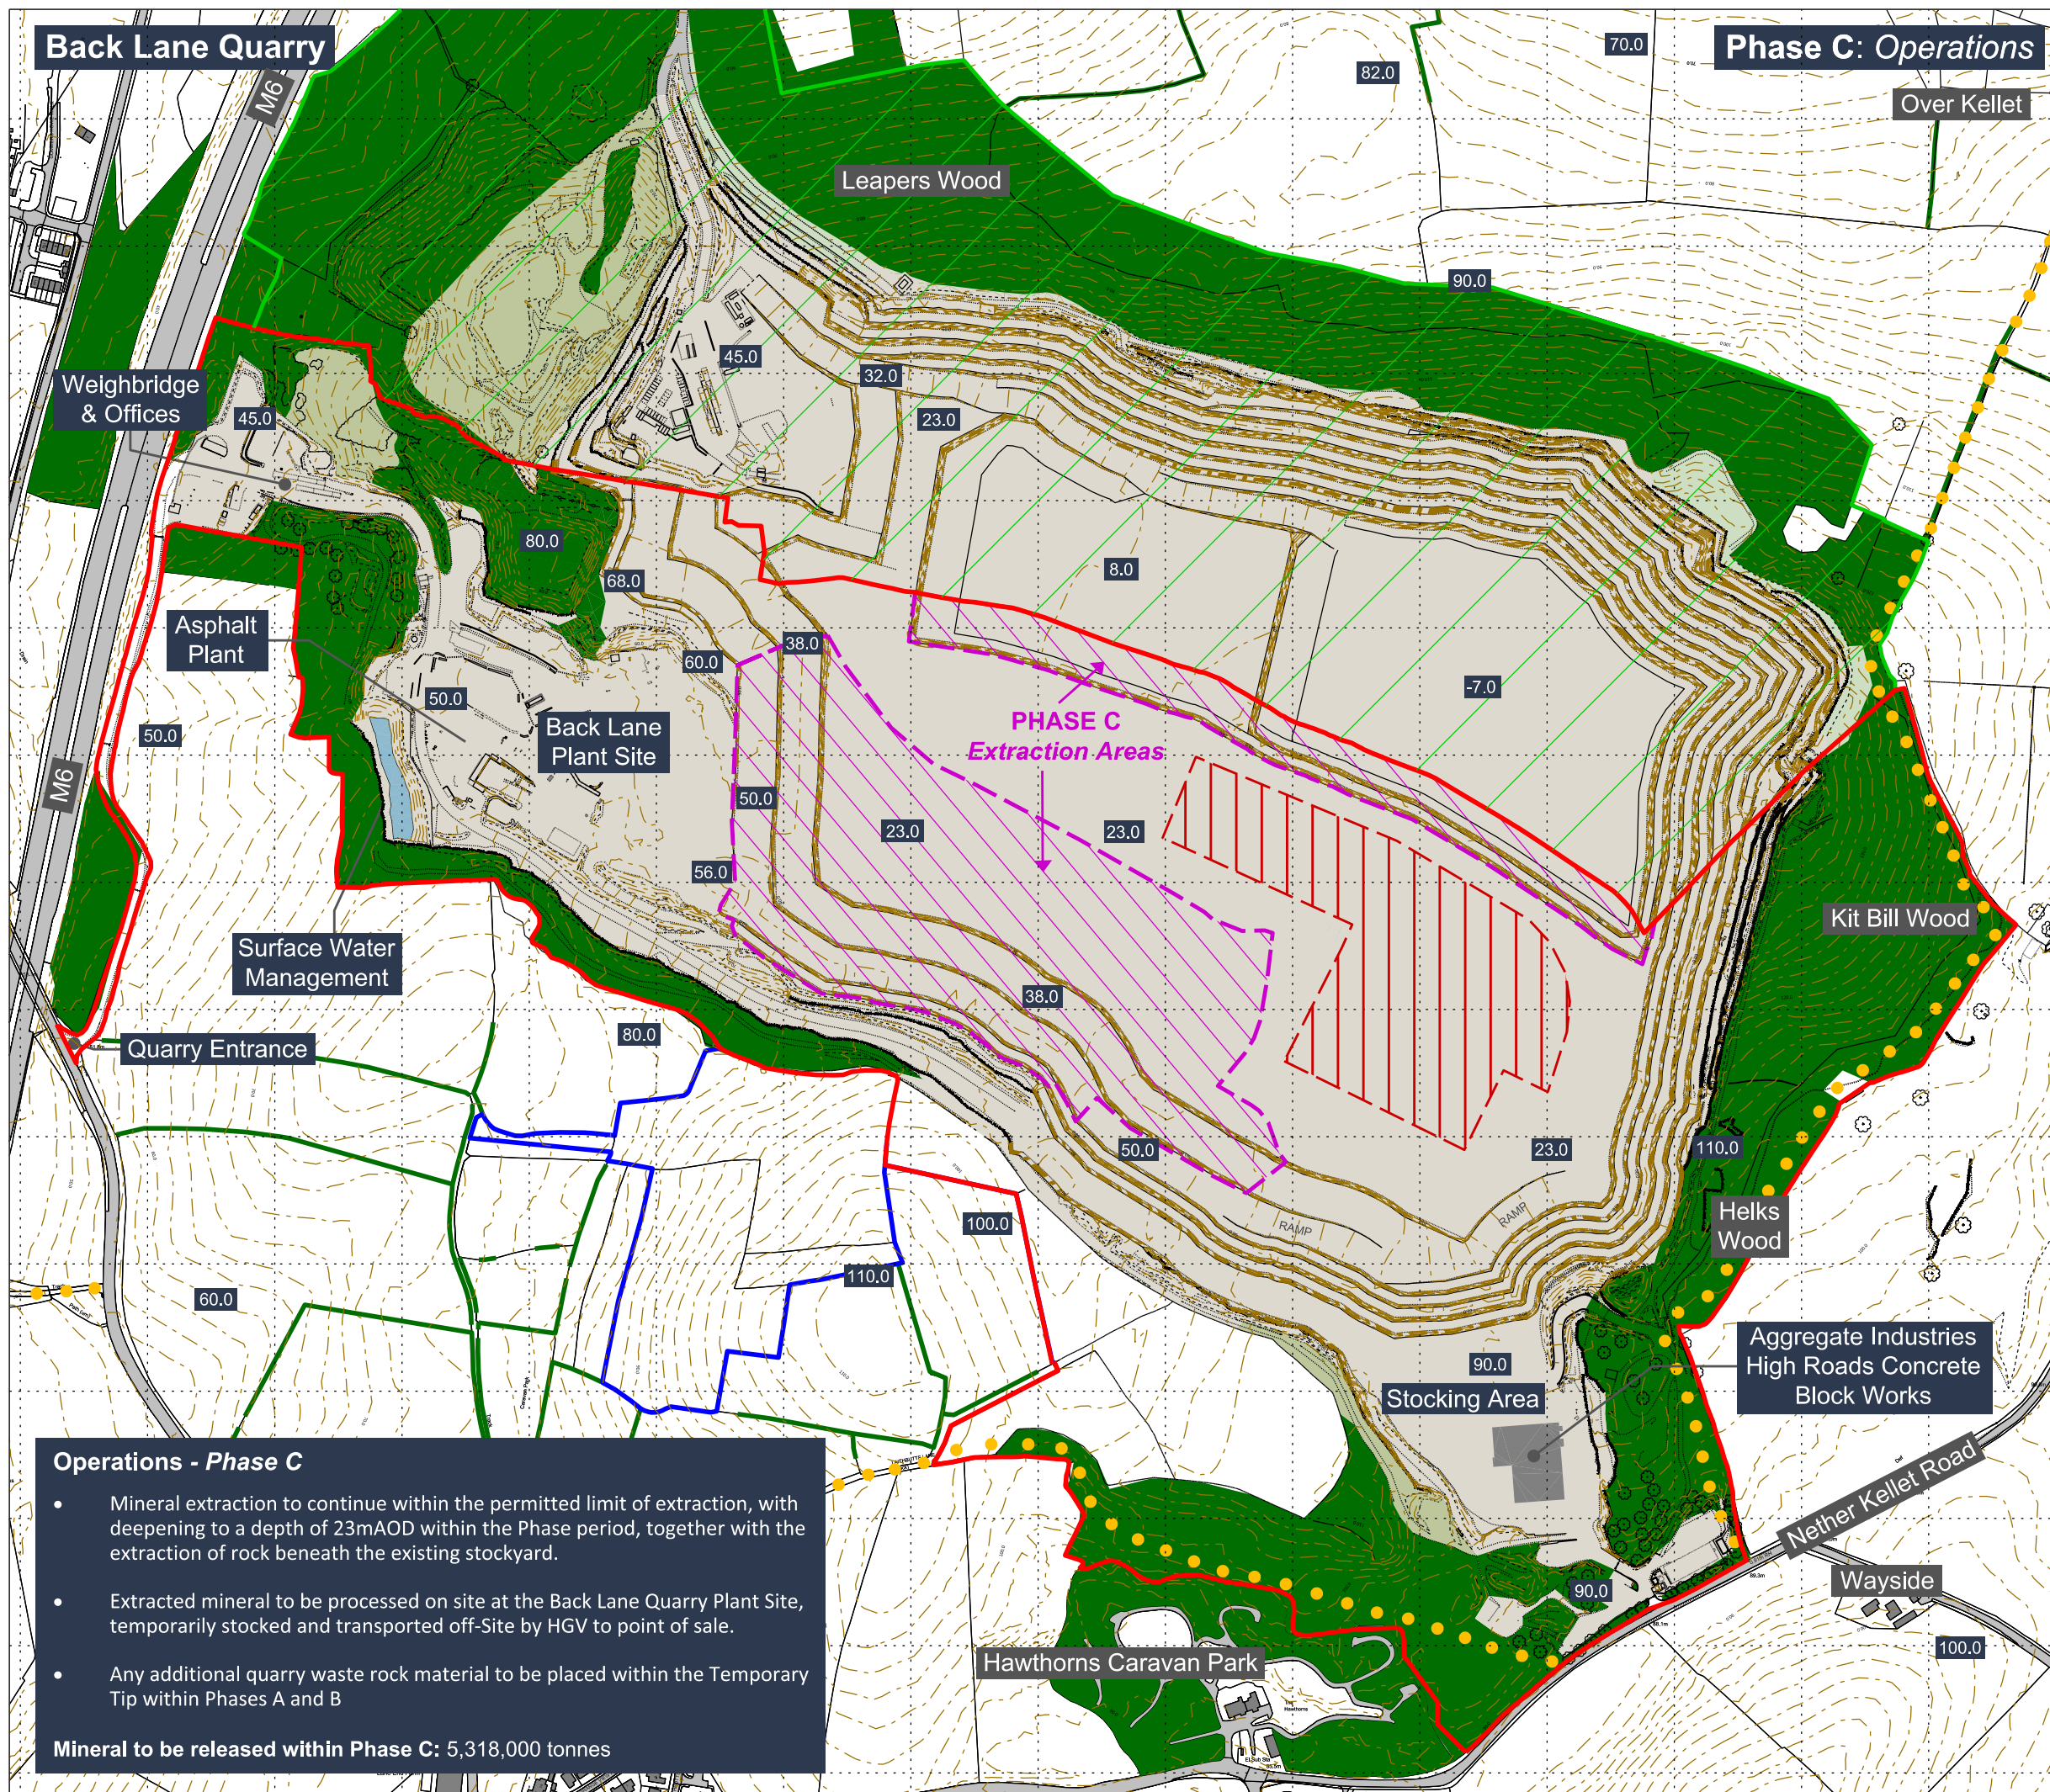 Back Lane Quarry
Phase C: Operations
M6
70.0
82.0
Over Kellet
Leapers Wood
90.0
45.0
32.0
23.0
Weighbridge
& Offices
45.0
80.0
68.0
8.0
Asphalt
Plant
38.0
60.0
-7.0
50.0
50.0
Back Lane
Plant Site
PHASE C
Extraction Areas
M6
50.0
23.0
23.0
56.0
Kit Bill Wood
Surface Water
Management
38.0
80.0
Quarry Entrance
50.0
23.0
110.0
RAMP
RAMP
100.0
Helks
Wood
110.0
60.0
90.0
Stocking Area
Aggregate Industries
High Roads Concrete
Block Works
Nether Kellet Road
90.0
Wayside
100.0
Hawthorns Caravan Park
Hawthorns
El Sub Sta
Operations - Phase C
• Mineral extraction to continue within the permitted limit of extraction, with
deepening to a depth of 23mAOD within the Phase period, together with the
extraction of rock beneath the existing stockyard.
• Extracted mineral to be processed on site at the Back Lane Quarry Plant Site,
temporarily stocked and transported off-Site by HGV to point of sale.
• Any additional quarry waste rock material to be placed within the Temporary
Tip within Phases A and B
Mineral to be released within Phase C: 5,318,000 tonnes